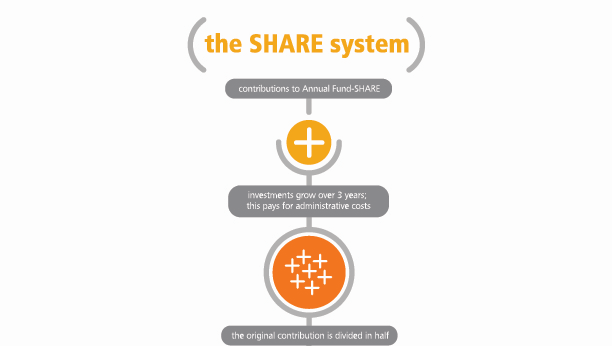 the SHARE system
contributions to Annual Fund-SHARE
investments grow over 3 years;
this pays for administrative costs
the original contribution is divided in half